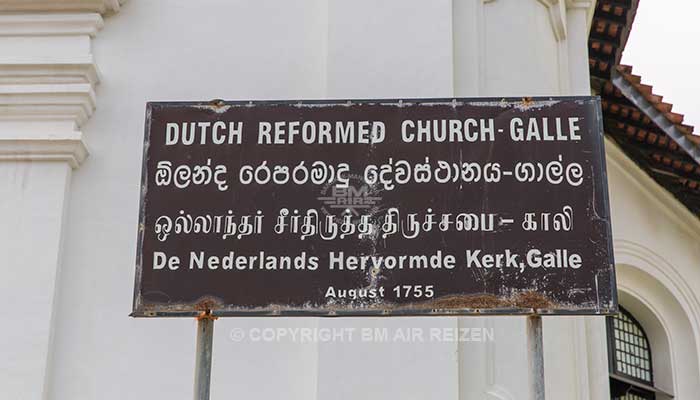 DUTCH REFORMED CHURCH-GALLE
ඕලන්ද රෙපරමාදු දේවස්ථානය-ගාල්ල
ஒல்லாந்தர் சீர்திருத்த திருச்சபை – காலி
De Nederlands Hervormde Kerk,Galle
August 1755
© COPYRIGHT BM AIR REIZEN